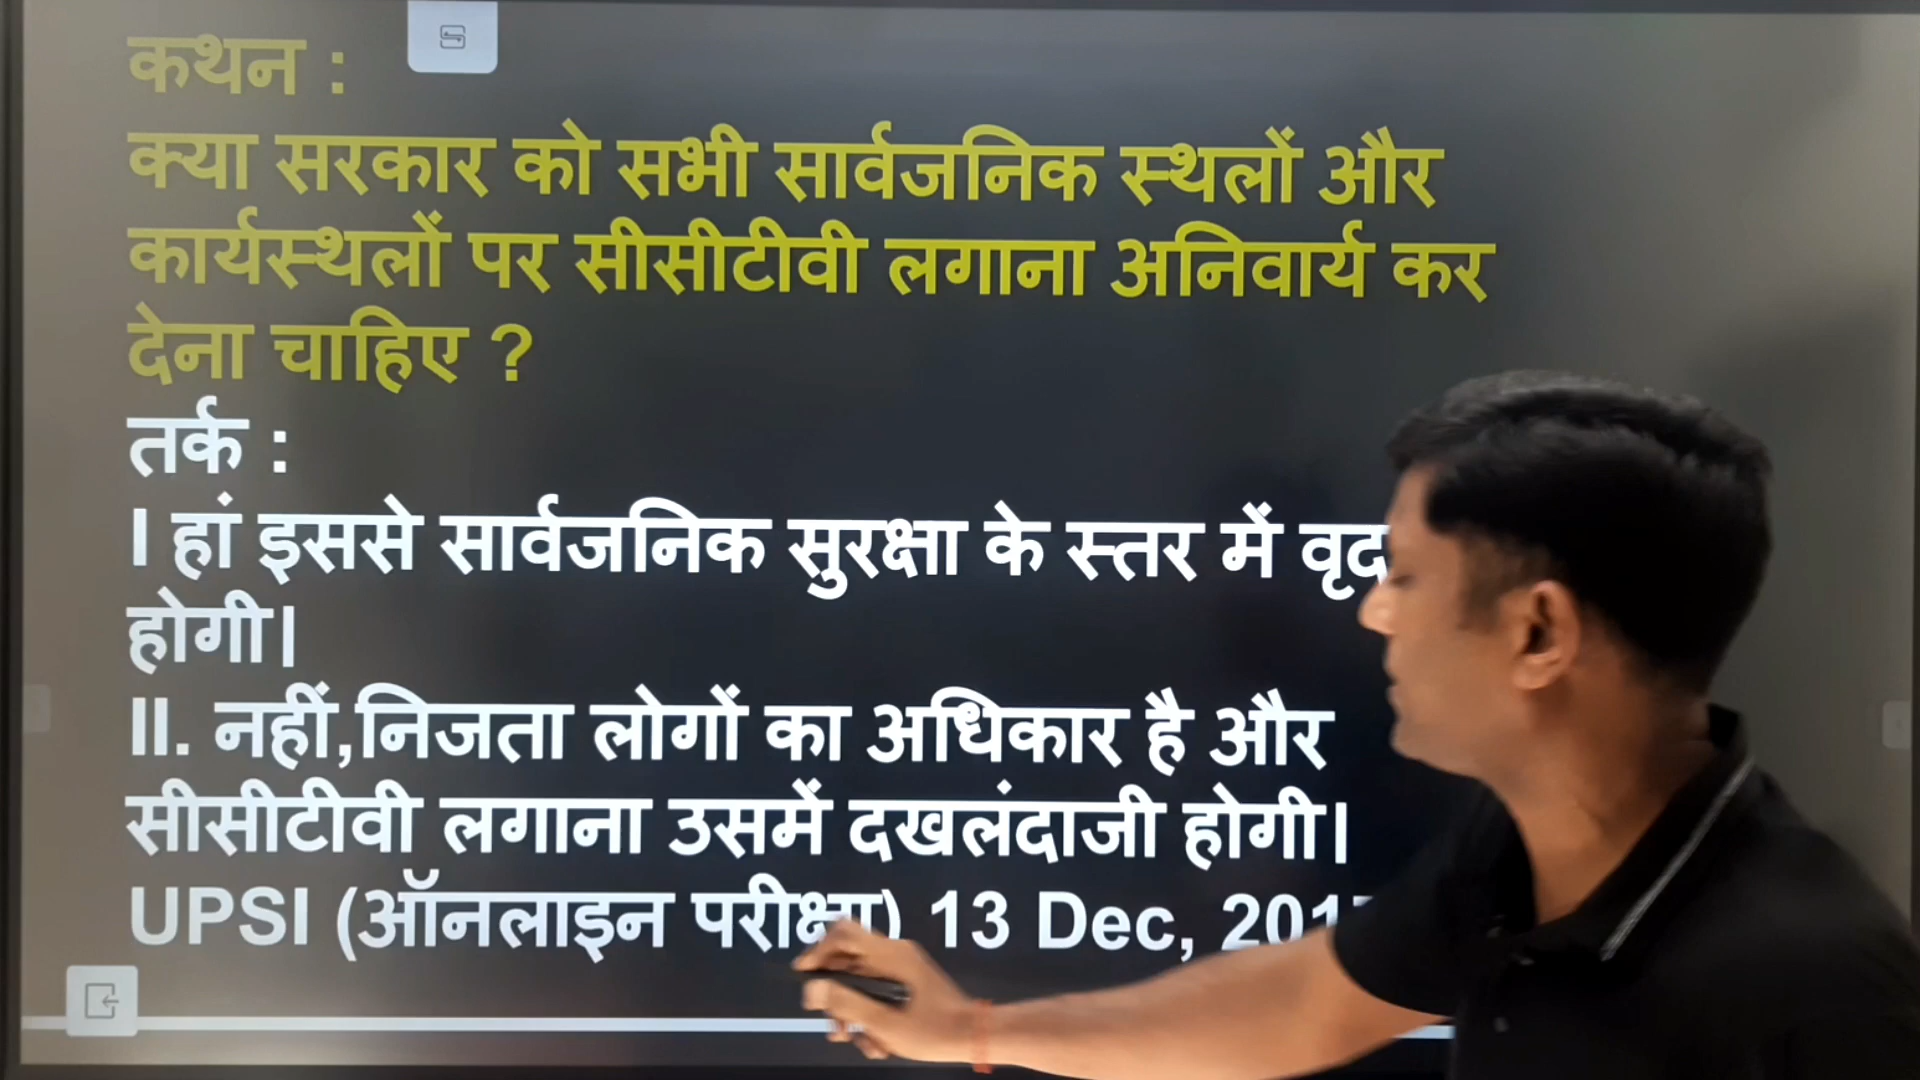 कथन :
क्या सरकार को सभी सार्वजनिक स्थलों और
कार्यस्थलों पर सीसीटीवी लगाना अनिवार्य कर
देना चाहिए ?
तर्क :
I हां इससे सार्वजनिक सुरक्षा के स्तर में
होगी।
II. नहीं,निजता लोगों का अधिकार है और
सीसीटीवी लगाना उसमें दखलंदाजी होगी।
UPSI (ऑनलाइन परीक्षा) 13 Dec,